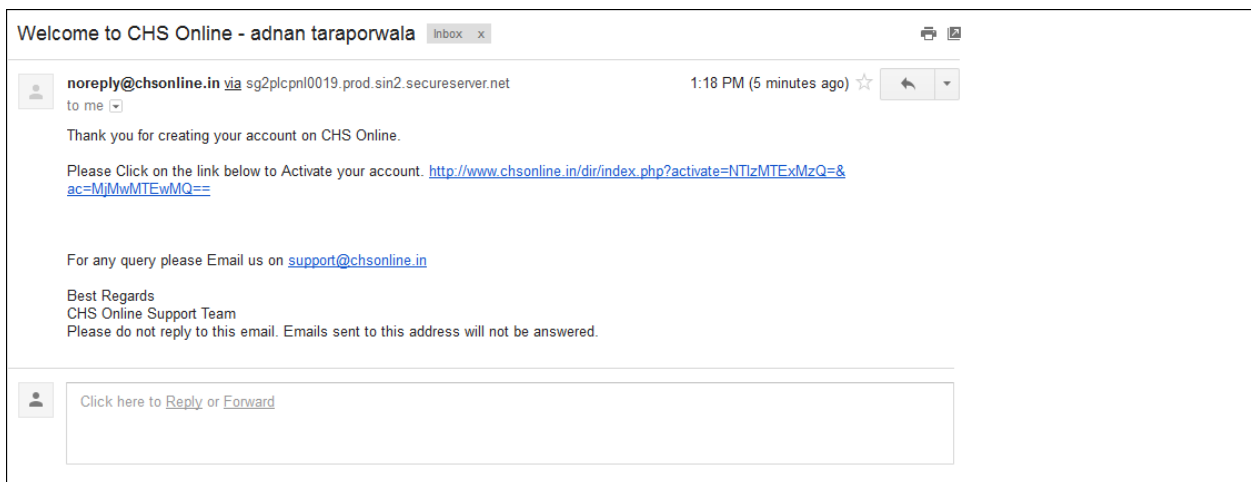 Welcome to CHS Online - adnan taraporwala Inbox x
noreply@chsonline.in via sg2plcpnl0019.prod.sin2.secureserver.net 1:18 PM (5 minutes ago)
to me
Thank you for creating your account on CHS Online.
Please Click on the link below to Activate your account. http://www.chsonline.in/dir/index.php?activate=NTIzMTExMzQ=&
ac=MjMwMTEwMQ==
For any query please Email us on support@chsonline.in
Best Regards
CHS Online Support Team
Please do not reply to this email. Emails sent to this address will not be answered.
Click here to Reply or Forward